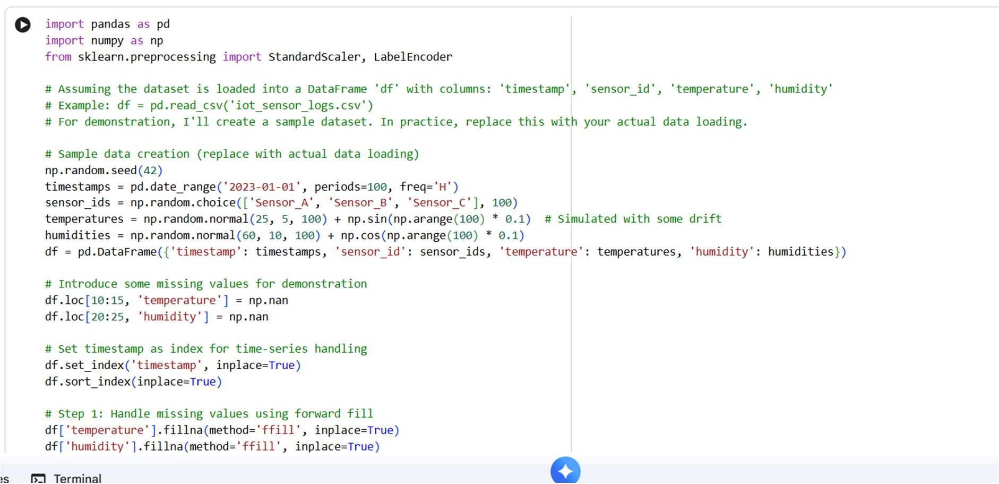 import pandas as pd
import numpy as np
from sklearn.preprocessing import StandardScaler, LabelEncoder
# Assuming the dataset is loaded into a DataFrame 'df' with columns: 'timestamp', 'sensor_id', 'temperature', 'humidity'
# Example: df = pd.read_csv('iot_sensor_logs.csv')
# For demonstration, I'll create a sample dataset. In practice, replace this with your actual data loading.
# Sample data creation (replace with actual data loading)
np.random.seed(42)
timestamps = pd.date_range('2023-01-01', periods=100, freq='H')
sensor_ids = np.random.choice(['Sensor_A', 'Sensor_B', 'Sensor_C'], 100)
temperatures = np.random.normal(25, 5, 100) + np.sin(np.arange(100) * 0.1)  # Simulated with some drift
humidities = np.random.normal(60, 10, 100) + np.cos(np.arange(100) * 0.1)
df = pd.DataFrame({'timestamp': timestamps, 'sensor_id': sensor_ids, 'temperature': temperatures, 'humidity': humidities})
# Introduce some missing values for demonstration
df.loc[10:15, 'temperature'] = np.nan
df.loc[20:25, 'humidity'] = np.nan
# Set timestamp as index for time-series handling
df.set_index('timestamp', inplace=True)
df.sort_index(inplace=True)
# Step 1: Handle missing values using forward fill
df['temperature'].fillna(method='ffill', inplace=True)
df['humidity'].fillna(method='ffill', inplace=True)
es Terminal